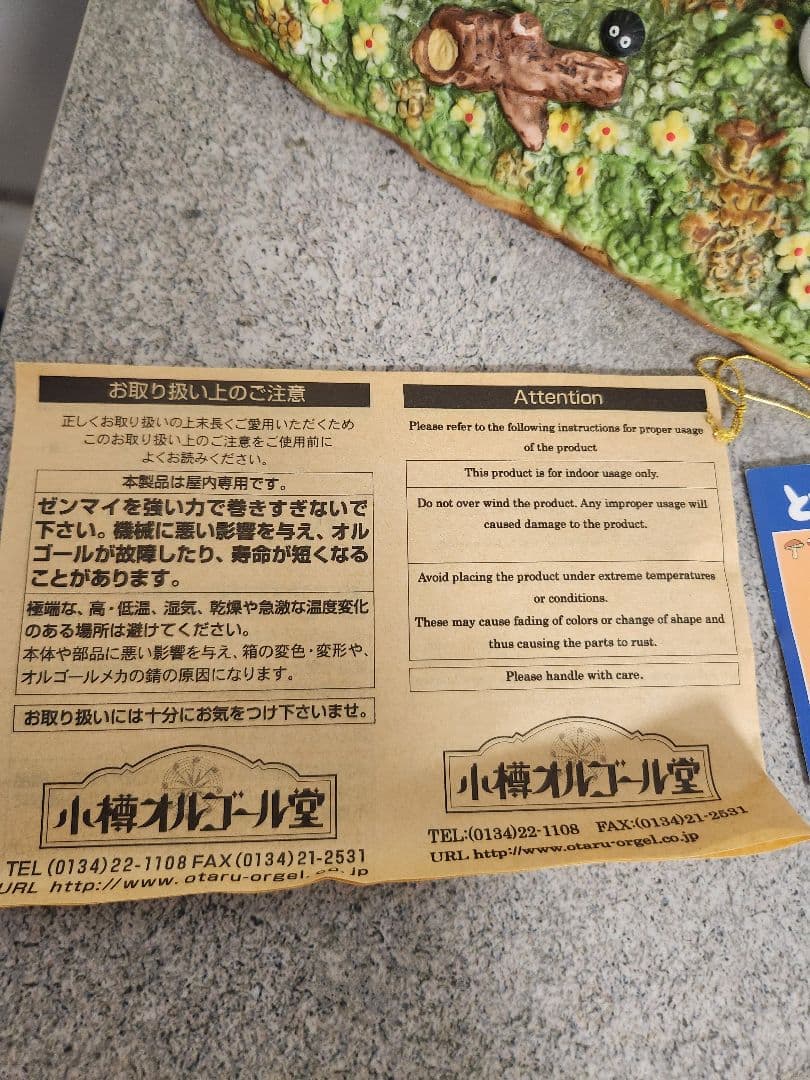 お取り扱い上のご注意
正しくお取り扱いの上末長くご愛用いただくため
このお取り扱い上のご注意をご使用前に
よくお読みください。
本製品は屋内専用です。
ゼンマイを強い力で巻きすぎないで
下さい。機械に悪い影響を与え、オル
ゴールが故障したり、寿命が短くなる
ことがあります。
極端な、高・低温、湿気、乾燥や急激な温度変化
のある場所は避けてください。
本体や部品に悪い影響を与え、箱の変色・変形や、
オルゴールメカの錆の原因になります。
お取り扱いには十分にお気をつけ下さいませ。
小樽オルゴール堂
TEL(0134)22-1108 FAX(0134)21-2531
URL http://www.otaru-orgel.co.jp
Attention
Please refer to the following instructions for proper usage
of the product
This product is for indoor usage only.
Do not over wind the product. Any improper usage will
caused damage to the product.
Avoid placing the product under extreme temperatures
or conditions.
These may cause fading of colors or change of shape and
thus causing the parts to rust.
Please handle with care.
小樽オルゴール堂
TEL:(0134)22-1108 FAX:(0134)21-2531
URL http://www.otaru-orgel.co.jp
と